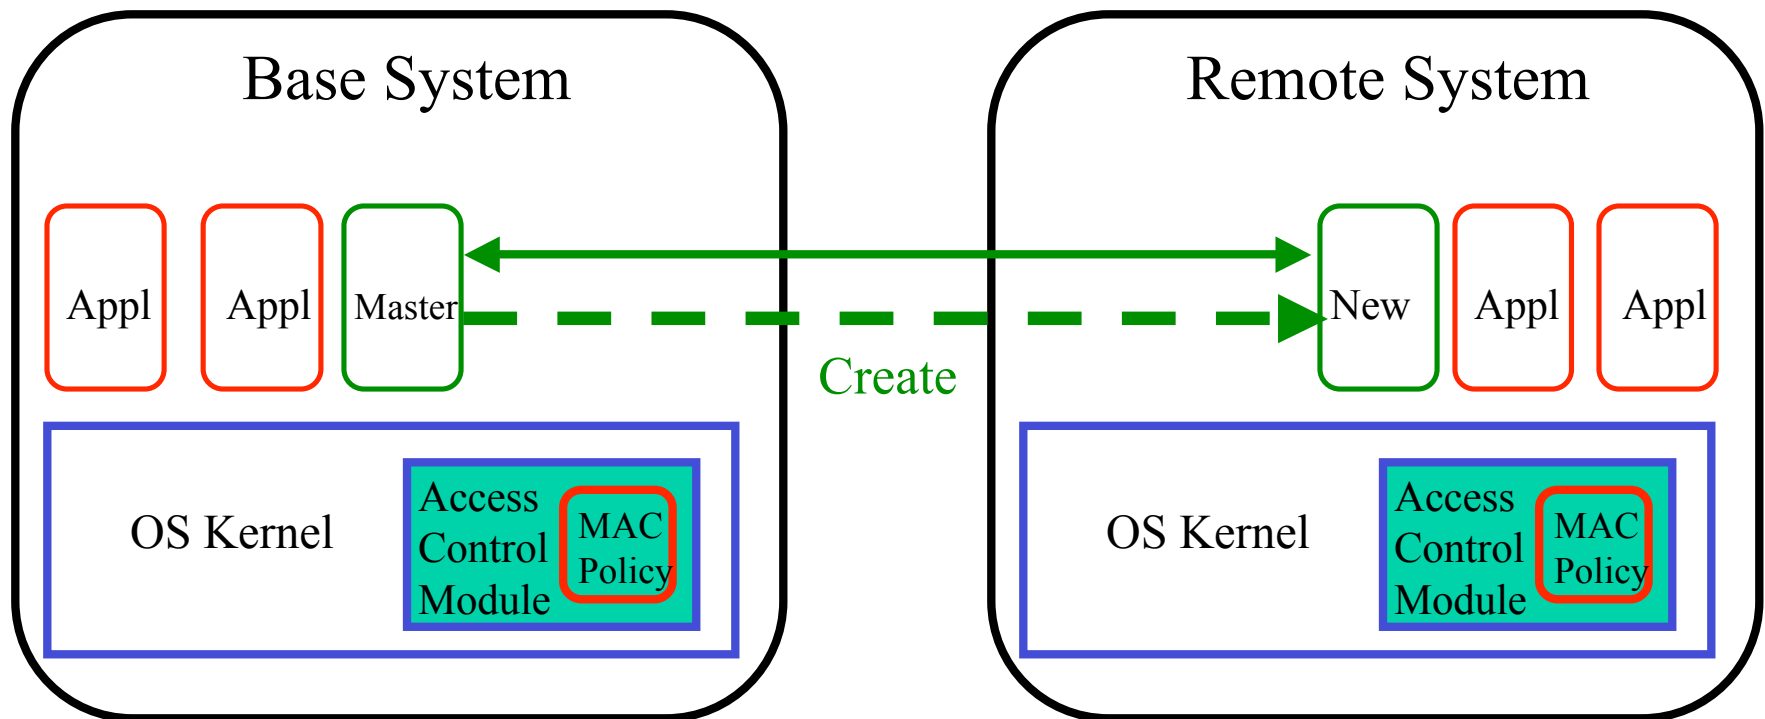 Base System
Remote System
Appl
Appl
Master
New
Appl
Appl
Create
OS Kernel
Access
Control
Module
MAC
Policy
OS Kernel
Access
Control
Module
MAC
Policy